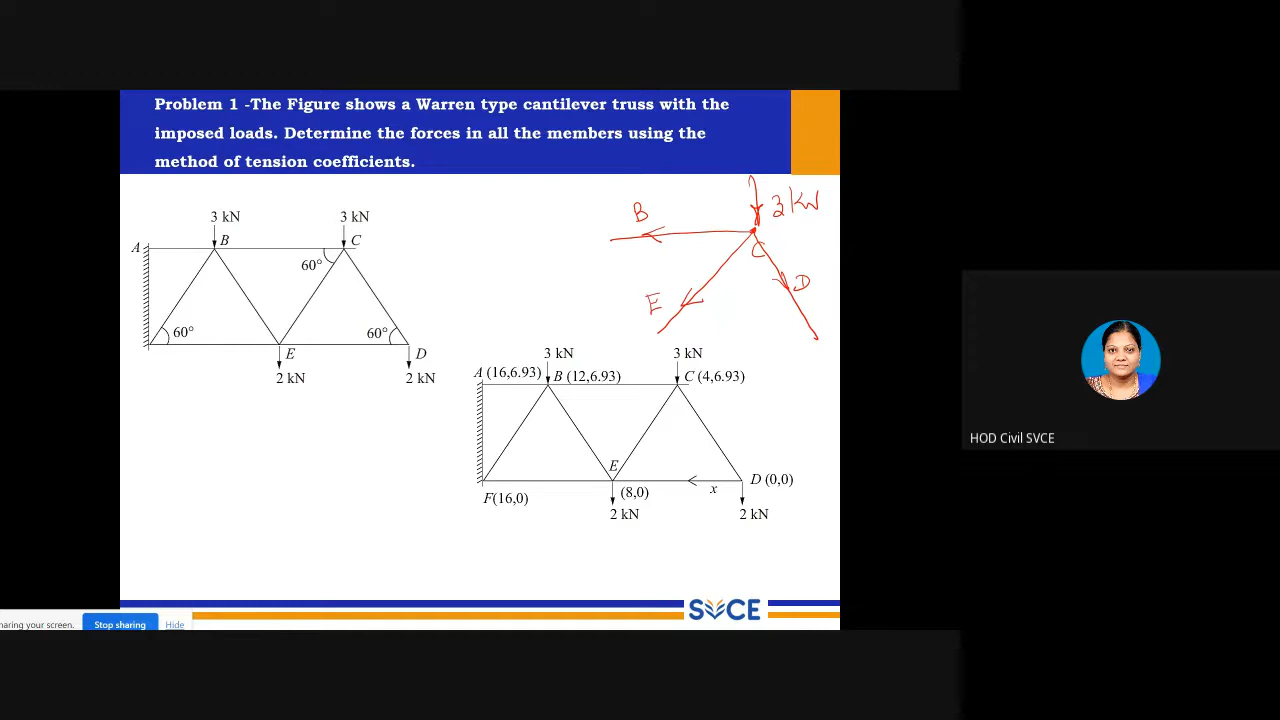 Problem 1 -The Figure shows a Warren type cantilever truss with the
imposed loads. Determine the forces in all the members using the
method of tension coefficients.
3 kN
3 kN
A
B
C
60°
60°
60°
E
D
2 kN
2 kN
3 kN
B
C
E
D
3 kN
3 kN
A (16,6.93)
B (12,6.93)
C (4,6.93)
E
D (0,0)
F(16,0)
(8,0)
x
2 kN
2 kN
HOD Civil SVCE
SVCE
haring your screen.
Stop sharing
Hide